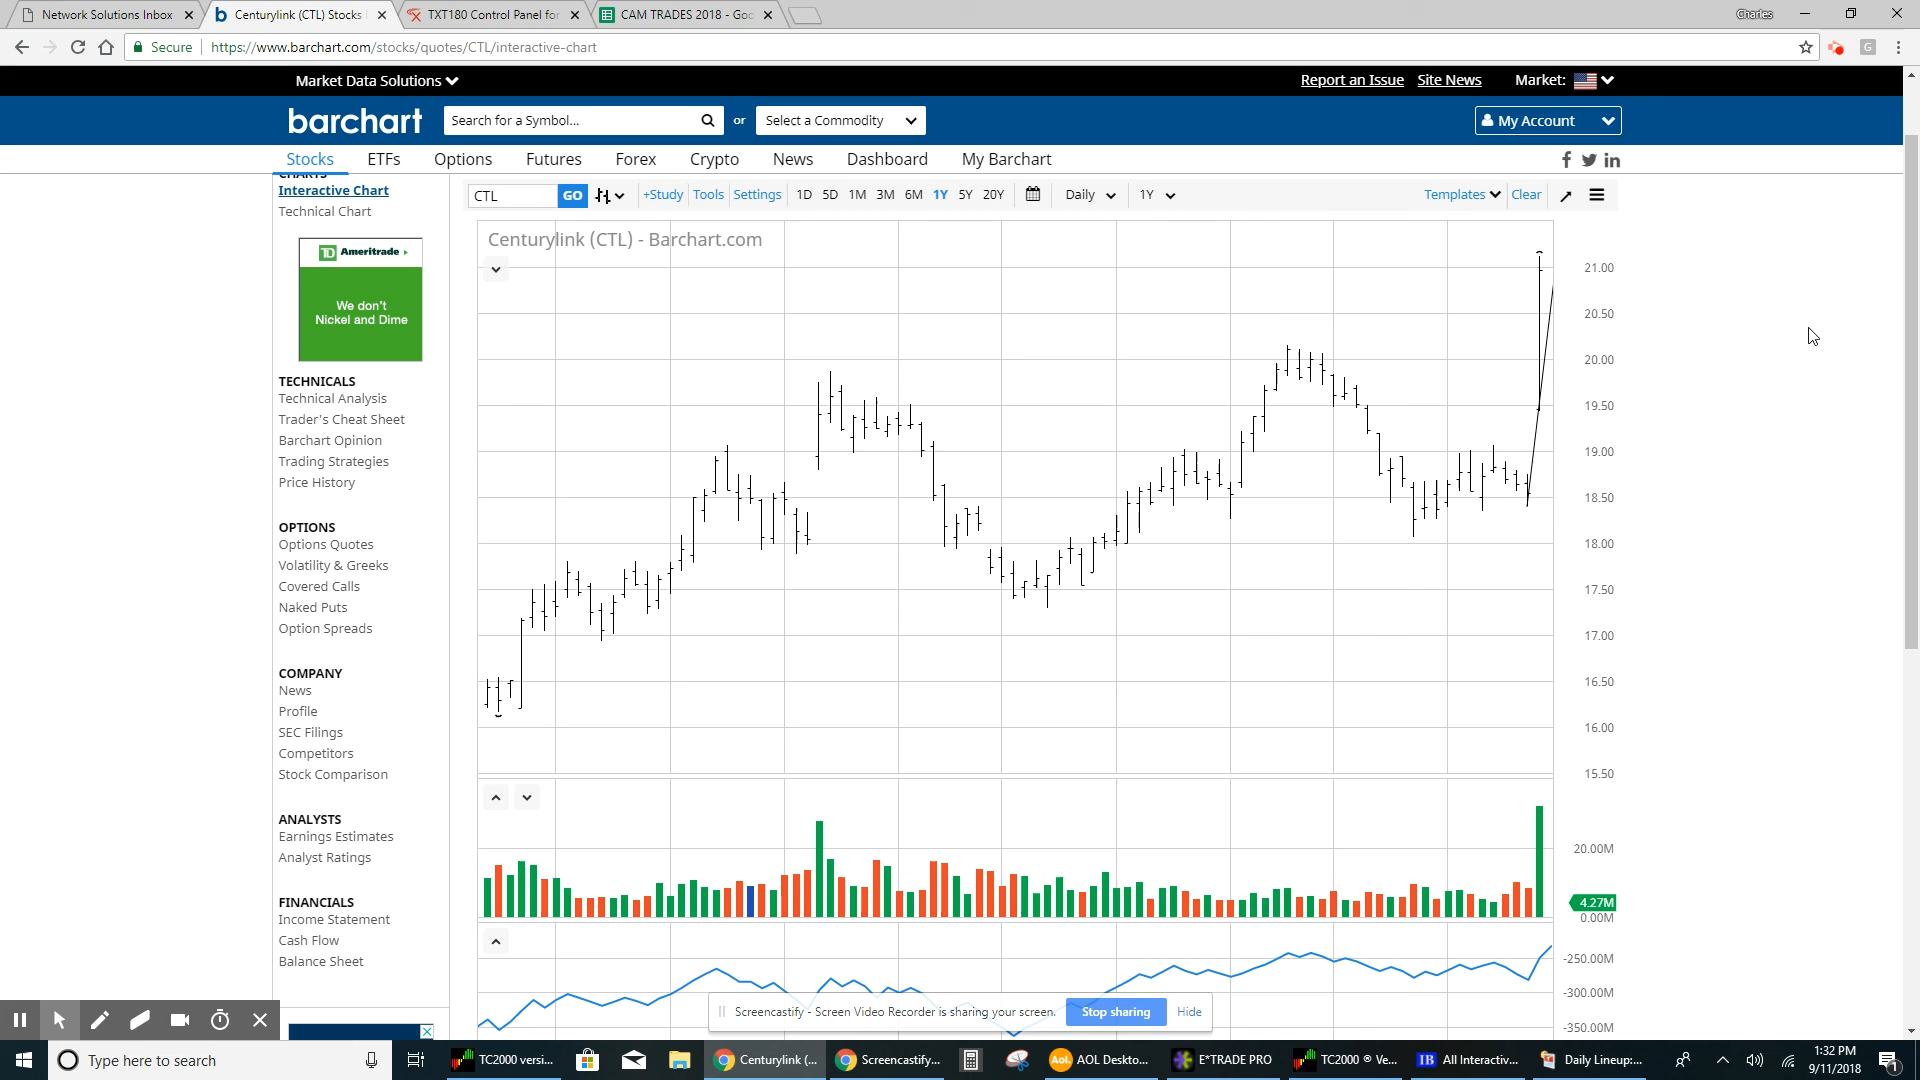 Network Solutions Inbox
Centurylink (CTL) Stocks
TXT180 Control Panel for
CAM TRADES 2018 - Goo
Charles
Secure
https://www.barchart.com/stocks/quotes/CTL/interactive-chart
G
Market Data Solutions
Report an Issue
Site News
Market:
barchart
Search for a Symbol...
or
Select a Commodity
My Account
Stocks
ETFs
Options
Futures
Forex
Crypto
News
Dashboard
My Barchart
CHARTS
Interactive Chart
Technical Chart
CTL
GO
+Study
Tools
Settings
1D
5D
1M
3M
6M
1Y
5Y
20Y
Daily
1Y
Templates
Clear
TD Ameritrade
We don't
Nickel and Dime
TECHNICALS
Technical Analysis
Trader's Cheat Sheet
Barchart Opinion
Trading Strategies
Price History
OPTIONS
Options Quotes
Volatility & Greeks
Covered Calls
Naked Puts
Option Spreads
COMPANY
News
Profile
SEC Filings
Competitors
Stock Comparison
ANALYSTS
Earnings Estimates
Analyst Ratings
FINANCIALS
Income Statement
Cash Flow
Balance Sheet
Centurylink (CTL) - Barchart.com
21.00
20.50
20.00
19.50
19.00
18.50
18.00
17.50
17.00
16.50
16.00
15.50
20.00M
4.27M
0.00M
-250.00M
-300.00M
-350.00M
Screencastify - Screen Video Recorder is sharing your screen.
Stop sharing
Hide
Type here to search
TC2000 versi...
Centurylink (...
Screencastify...
Aol.
AOL Deskto...
E*TRADE PRO
TC2000 ® Ve...
IB
All Interactiv...
Daily Lineup:...
1:32 PM
9/11/2018
1